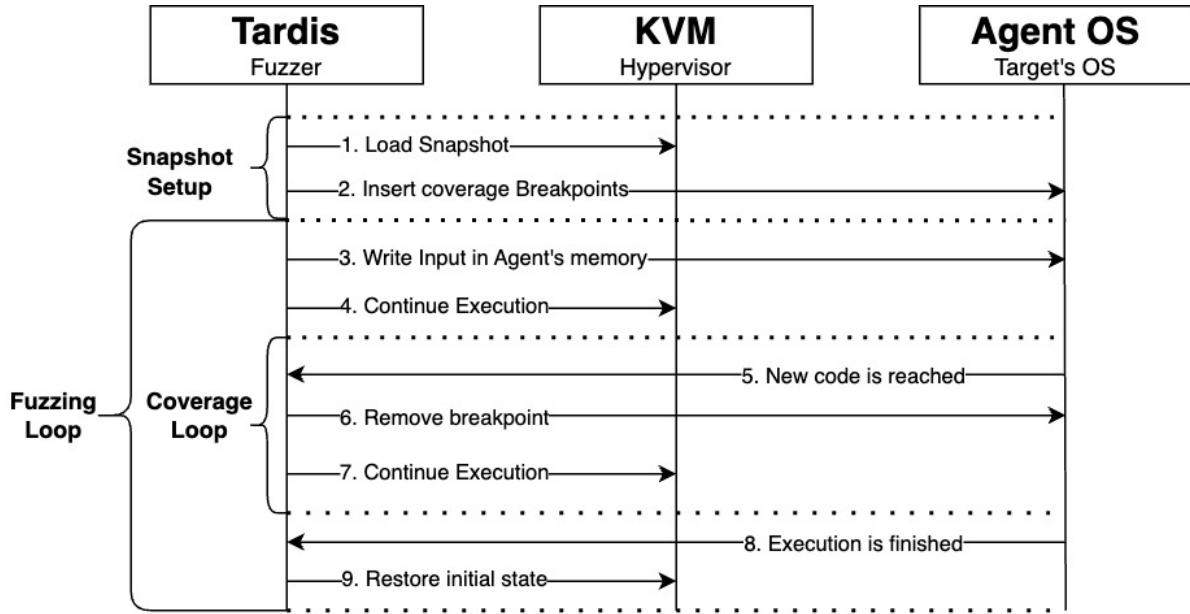 Tardis
Fuzzer
KVM
Hypervisor
Agent OS
Target's OS
Snapshot
Setup
1. Load Snapshot
2. Insert coverage Breakpoints
Fuzzing
Loop
3. Write Input in Agent's memory
4. Continue Execution
Coverage
Loop
5. New code is reached
6. Remove breakpoint
7. Continue Execution
8. Execution is finished
9. Restore initial state